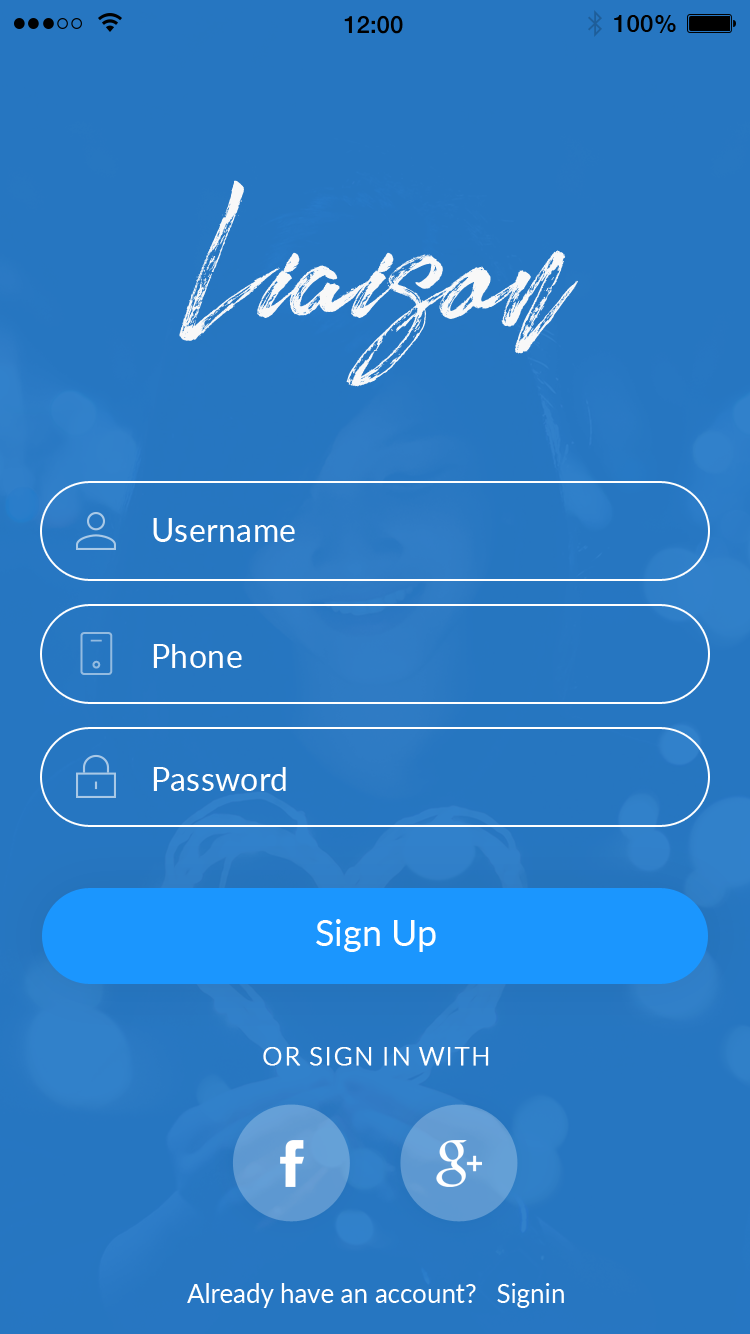 12:00 100%
Liaison
Username
Phone
Password
Sign Up
OR SIGN IN WITH
f g+
Already have an account? Signin